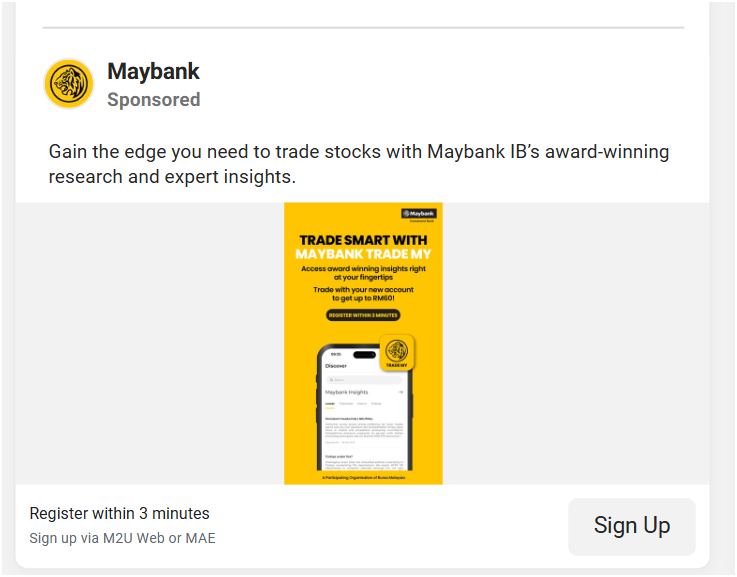 Maybank
Sponsored
Gain the edge you need to trade stocks with Maybank IB’s award-winning
research and expert insights.
Maybank
Investment Bank
TRADE SMART WITH
MAYBANK TRADE MY
Access award winning insights right
at your fingertips
Trade with your new account
to get up to RM60!
REGISTER WITHIN 3 MINUTES
TRADE MY
Discover
Search
Maybank Insights
A Participating Organisation of Bursa Malaysia
Register within 3 minutes
Sign up via M2U Web or MAE
Sign Up